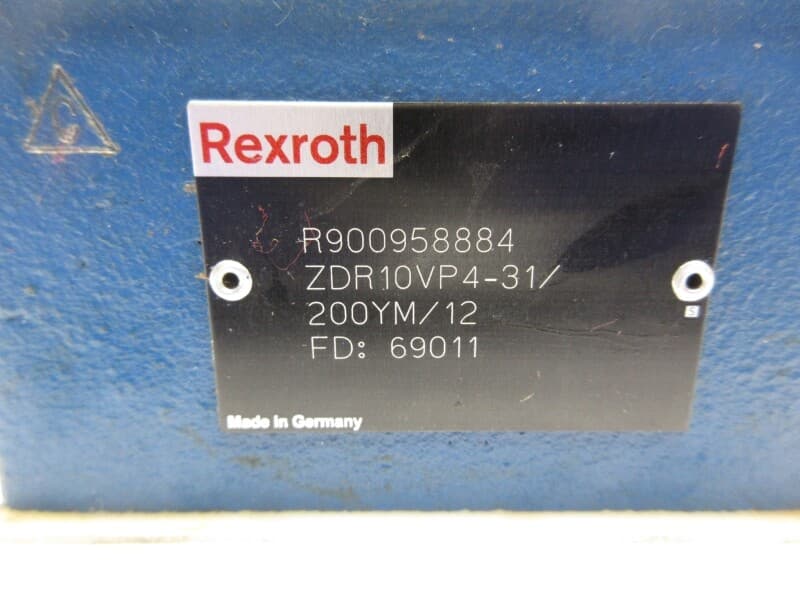 Rexroth
R900958884
ZDR10VP4-31/
200YM/12
FD: 69011
S
Made in Germany